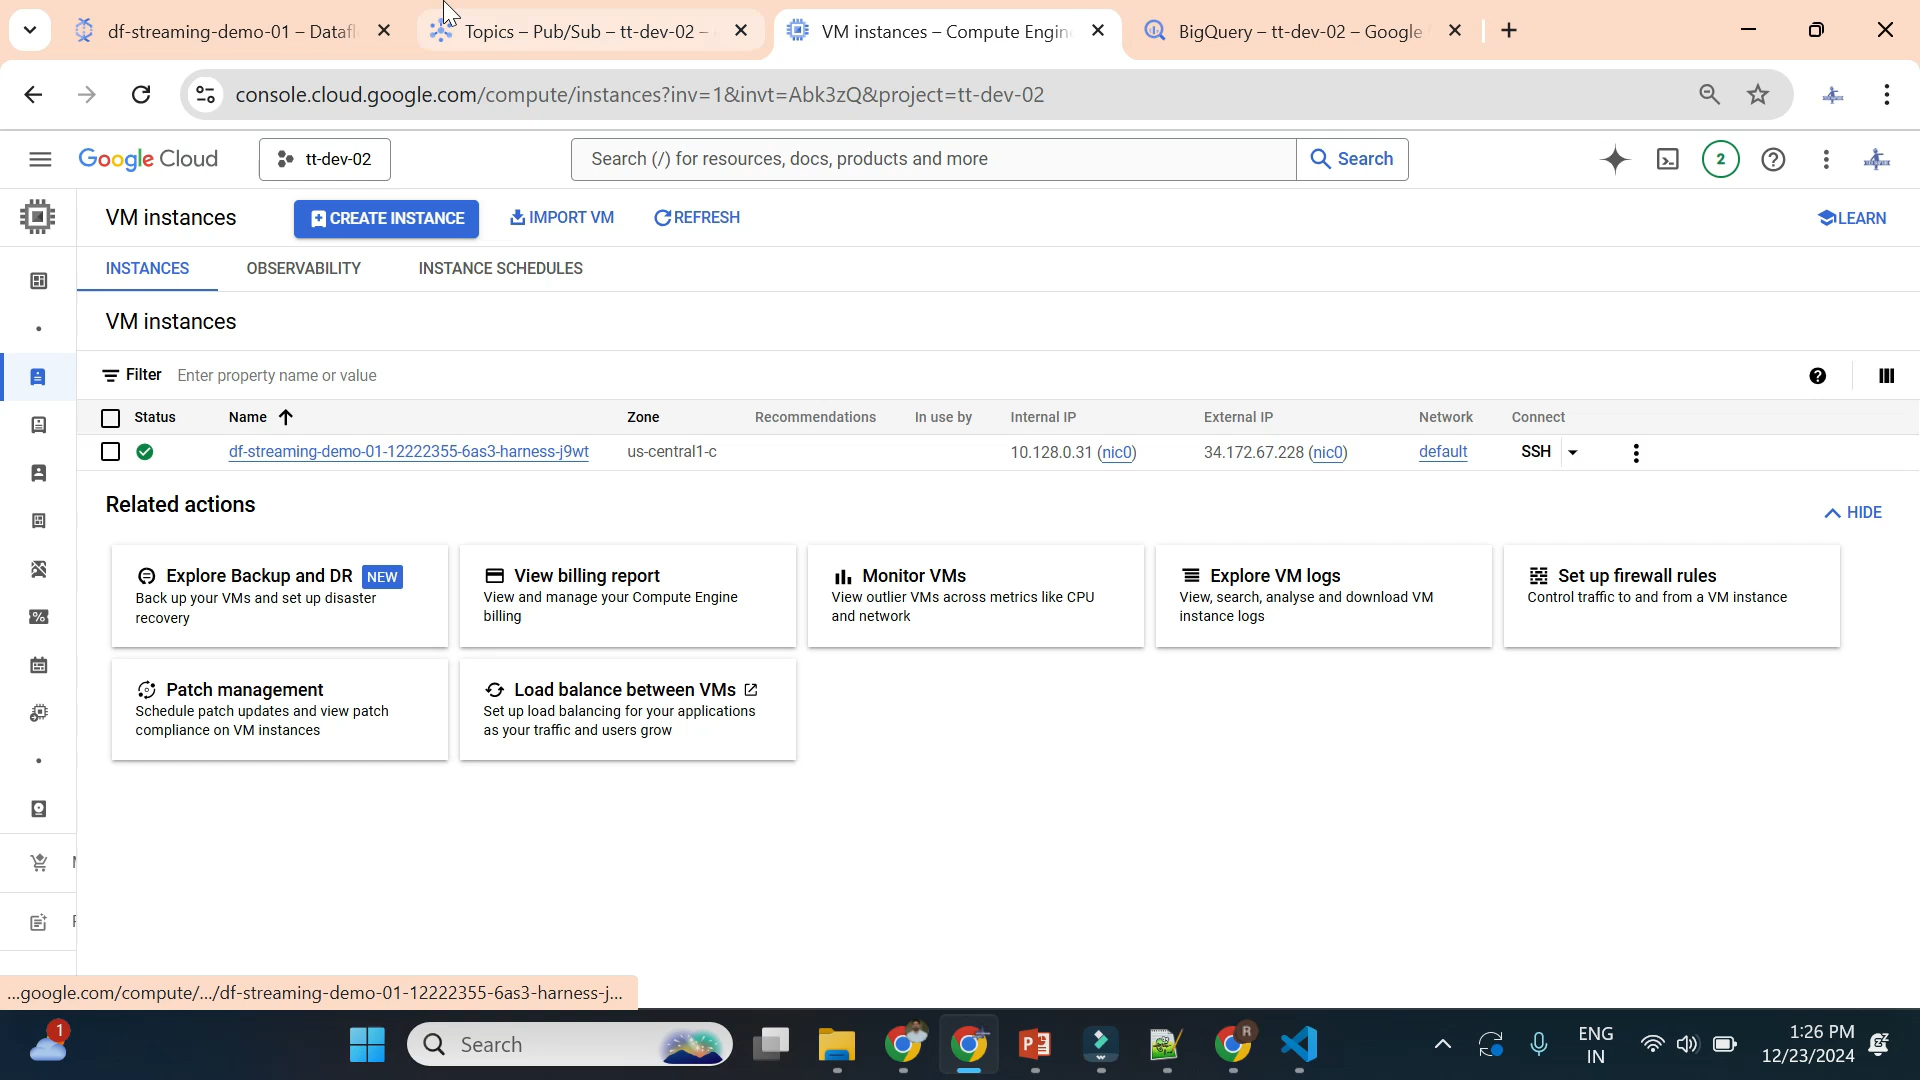 df-streaming-demo-01 – Datafl
Topics – Pub/Sub – tt-dev-02 –
VM instances – Compute Engin
BigQuery – tt-dev-02 – Google
console.cloud.google.com/compute/instances?inv=1&invt=Abk3zQ&project=tt-dev-02
Google Cloud
tt-dev-02
Search (/) for resources, docs, products and more
Search
2
VM instances
CREATE INSTANCE
IMPORT VM
REFRESH
LEARN
INSTANCES
OBSERVABILITY
INSTANCE SCHEDULES
VM instances
Filter Enter property name or value
Status Name Zone Recommendations In use by Internal IP External IP Network Connect
df-streaming-demo-01-12222355-6as3-harness-j9wt us-central1-c 10.128.0.31 (nic0) 34.172.67.228 (nic0) default SSH
Related actions
HIDE
Explore Backup and DR NEW
Back up your VMs and set up disaster
recovery
View billing report
View and manage your Compute Engine
billing
Monitor VMs
View outlier VMs across metrics like CPU
and network
Explore VM logs
View, search, analyse and download VM
instance logs
Set up firewall rules
Control traffic to and from a VM instance
Patch management
Schedule patch updates and view patch
compliance on VM instances
Load balance between VMs
Set up load balancing for your applications
as your traffic and users grow
...google.com/compute/.../df-streaming-demo-01-12222355-6as3-harness-j...
1
Search
R
ENG
IN
1:26 PM
12/23/2024